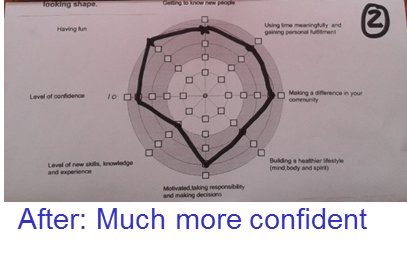 looking shape.
Getting to know new people
2
Having fun
Using time meaningfully and
gaining personal fulfilment
Level of confidence
10
Making a difference in your
community
Level of new skills, knowledge
and experience
Building a healthier lifestyle
(mind,body and spirit)
Motivated,taking responsibility
and making decisions
After: Much more confident